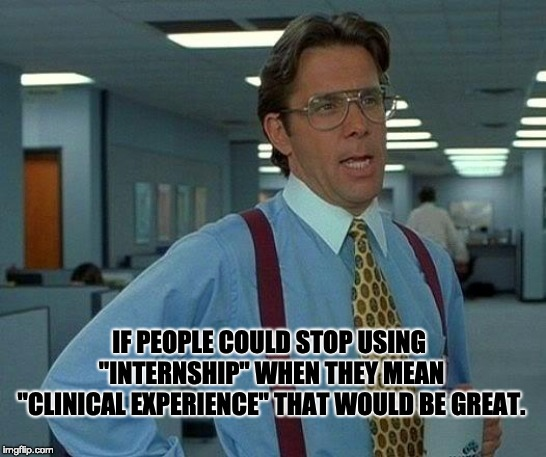 IF PEOPLE COULD STOP USING
"INTERNSHIP" WHEN THEY MEAN
"CLINICAL EXPERIENCE" THAT WOULD BE GREAT.
imgflip.com